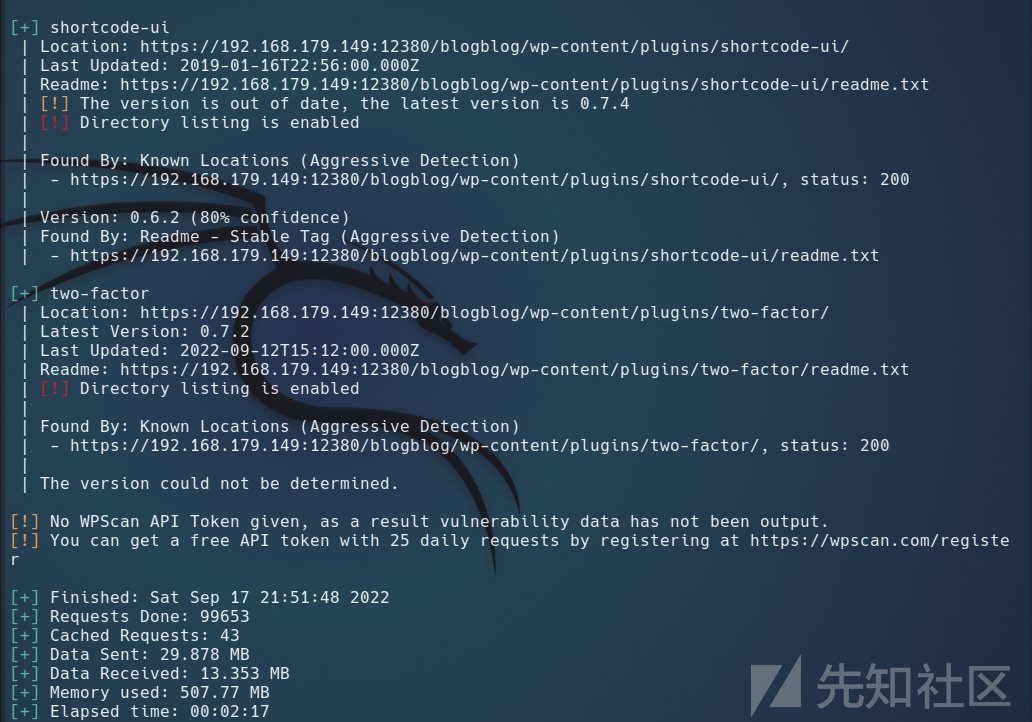 [+] shortcode-ui
| Location: https://192.168.179.149:12380/blogblog/wp-content/plugins/shortcode-ui/
| Last Updated: 2019-01-16T22:56:00.000Z
| Readme: https://192.168.179.149:12380/blogblog/wp-content/plugins/shortcode-ui/readme.txt
| [!] The version is out of date, the latest version is 0.7.4
| [!] Directory listing is enabled
|
| Found By: Known Locations (Aggressive Detection)
|  - https://192.168.179.149:12380/blogblog/wp-content/plugins/shortcode-ui/, status: 200
|
| Version: 0.6.2 (80% confidence)
| Found By: Readme - Stable Tag (Aggressive Detection)
|  - https://192.168.179.149:12380/blogblog/wp-content/plugins/shortcode-ui/readme.txt
[+] two-factor
| Location: https://192.168.179.149:12380/blogblog/wp-content/plugins/two-factor/
| Latest Version: 0.7.2
| Last Updated: 2022-09-12T15:12:00.000Z
| Readme: https://192.168.179.149:12380/blogblog/wp-content/plugins/two-factor/readme.txt
| [!] Directory listing is enabled
|
| Found By: Known Locations (Aggressive Detection)
|  - https://192.168.179.149:12380/blogblog/wp-content/plugins/two-factor/, status: 200
|
| The version could not be determined.
[!] No WPScan API Token given, as a result vulnerability data has not been output.
[!] You can get a free API token with 25 daily requests by registering at https://wpscan.com/registe
r
[+] Finished: Sat Sep 17 21:51:48 2022
[+] Requests Done: 99653
[+] Cached Requests: 43
[+] Data Sent: 29.878 MB
[+] Data Received: 13.353 MB
[+] Memory used: 507.77 MB
[+] Elapsed time: 00:02:17
先知社区